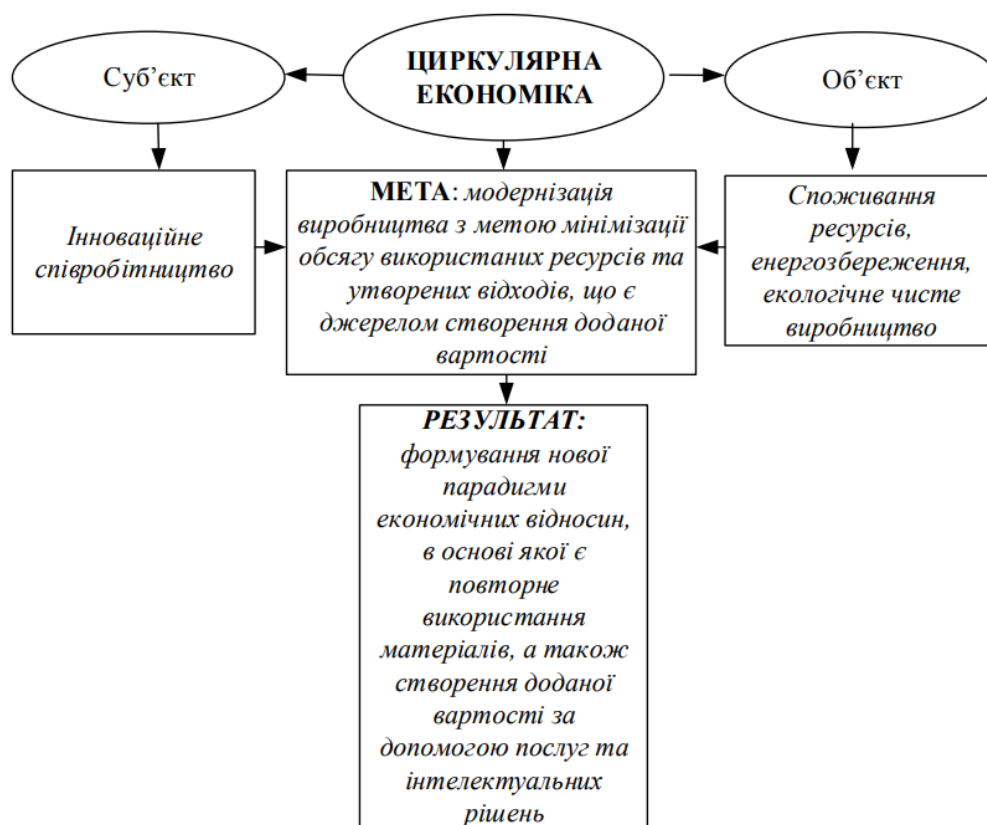 Суб’єкт
ЦИРКУЛЯРНА
ЕКОНОМІКА
Об’єкт
Інноваційне
співробітництво
МЕТА: модернізація
виробництва з метою мінімізації
обсягу використаних ресурсів та
утворених відходів, що є
джерелом створення доданої
вартості
Споживання
ресурсів,
енергозбереження,
екологічне чисте
виробництво
РЕЗУЛЬТАТ:
формування нової
парадигми
економічних відносин,
в основі якої є
повторне
використання
матеріалів, а також
створення доданої
вартості за
допомогою послуг та
інтелектуальних
рішень